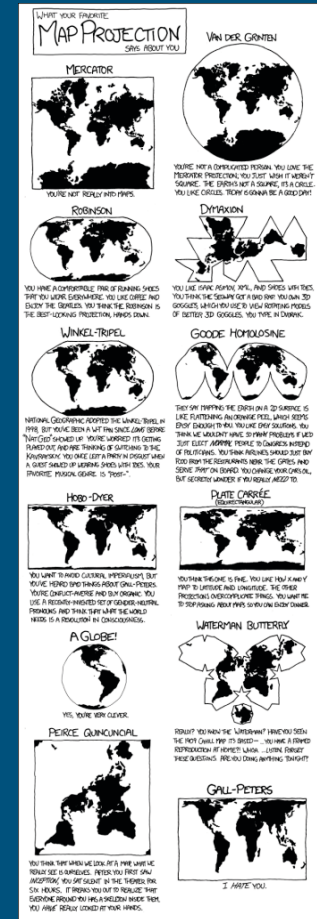 WHAT YOUR FAVORITE
MAP PROJECTION
SAYS ABOUT YOU
MERCATOR
YOU'RE NOT REALLY INTO MAPS.
VAN DER GRINTEN
YOU'RE NOT A COMPLICATED PERSON. YOU LOVE THE
MERCATOR PROJECTION; YOU JUST WISH IT WEREN'T
SQUARE. THE EARTH'S NOT A SQUARE, IT'S A CIRCLE.
YOU LIKE CIRCLES. TODAY IS GONNA BE A GOOD DAY!
ROBINSON
YOU HAVE A COMFORTABLE PAIR OF RUNNING SHOES
THAT YOU WEAR EVERYWHERE. YOU LIKE COFFEE AND
ENJOY THE BEATLES. YOU THINK THE ROBINSON IS
THE BEST-LOOKING PROJECTION, HANDS DOWN.
DYMAXION
YOU LIKE ISAAC ASIMOV, XML, AND SHOES WITH TOES.
YOU THINK THE SEGWAY GOT A BAD RAP. YOU OWN 3D
GOGGLES, WHICH YOU USE TO VIEW ROTATING MODELS
OF BETTER 3D GOGGLES. YOU TYPE IN DVORAK.
WINKEL-TRIPEL
NATIONAL GEOGRAPHIC ADOPTED THE WINKEL-TRIPEL IN
1998, BUT YOU'VE BEEN A W-T FAN SINCE LONG BEFORE
"NAT GEO" SHOWED UP. YOU'RE WORRIED IT'S GETTING
PLAYED OUT, AND ARE THINKING OF SWITCHING TO THE
KAVRAYSKIY. YOU ONCE LEFT A PARTY IN DISGUST WHEN
A GUEST SHOWED UP WEARING SHOES WITH TOES. YOUR
FAVORITE MUSICAL GENRE IS "POST-".
GOODE HOMOLOSINE
THEY SAY MAPPING THE EARTH ON A 2D SURFACE IS
LIKE FLATTENING AN ORANGE PEEL, WHICH SEEMS
EASY ENOUGH TO YOU. YOU LIKE EASY SOLUTIONS. YOU
THINK WE WOULDN'T HAVE SO MANY PROBLEMS IF WE'D
JUST ELECT NORMAL PEOPLE TO CONGRESS INSTEAD
OF POLITICIANS. YOU THINK AIRLINES SHOULD JUST BUY
FOOD FROM THE RESTAURANTS NEAR THE GATES AND
SERVE THAT ON BOARD. YOU CHANGE YOUR CAR'S OIL,
BUT SECRETLY WONDER IF YOU REALLY NEED TO.
HOBO-DYER
YOU WANT TO AVOID CULTURAL IMPERIALISM, BUT
YOU'VE HEARD BAD THINGS ABOUT GALL-PETERS.
YOU'RE CONFLICT-AVERSE AND BUY ORGANIC. YOU
USE A RECENTLY-INVENTED SET OF GENDER-NEUTRAL
PRONOUNS AND THINK THAT WHAT THE WORLD
NEEDS IS A REVOLUTION IN CONSCIOUSNESS.
PLATE CARRÉE
(EQUIRECTANGULAR)
YOU THINK THIS ONE IS FINE. YOU LIKE HOW X AND Y
MAP TO LATITUDE AND LONGITUDE. THE OTHER
PROJECTIONS OVERCOMPLICATE THINGS. YOU WANT ME
TO STOP ASKING ABOUT MAPS SO YOU CAN ENJOY DINNER.
A GLOBE!
YES, YOU'RE VERY CLEVER.
WATERMAN BUTTERFLY
REALLY? YOU KNOW THE WATERMAN? HAVE YOU SEEN
THE 1909 CAHILL MAP IT'S BASED— ...YOU HAVE A FRAMED
REPRODUCTION AT HOME?! WHOA. ...LISTEN, FORGET
THESE QUESTIONS. ARE YOU DOING ANYTHING TONIGHT?
PEIRCE QUINCUNCIAL
YOU THINK THAT WHEN WE LOOK AT A MAP, WHAT WE
REALLY SEE IS OURSELVES. AFTER YOU FIRST SAW
INCEPTION, YOU SAT SILENT IN THE THEATER FOR
SIX HOURS. IT FREAKS YOU OUT TO REALIZE THAT
EVERYONE AROUND YOU HAS A SKELETON INSIDE THEM.
YOU HAVE REALLY LOOKED AT YOUR HANDS.
GALL-PETERS
I HATE YOU.